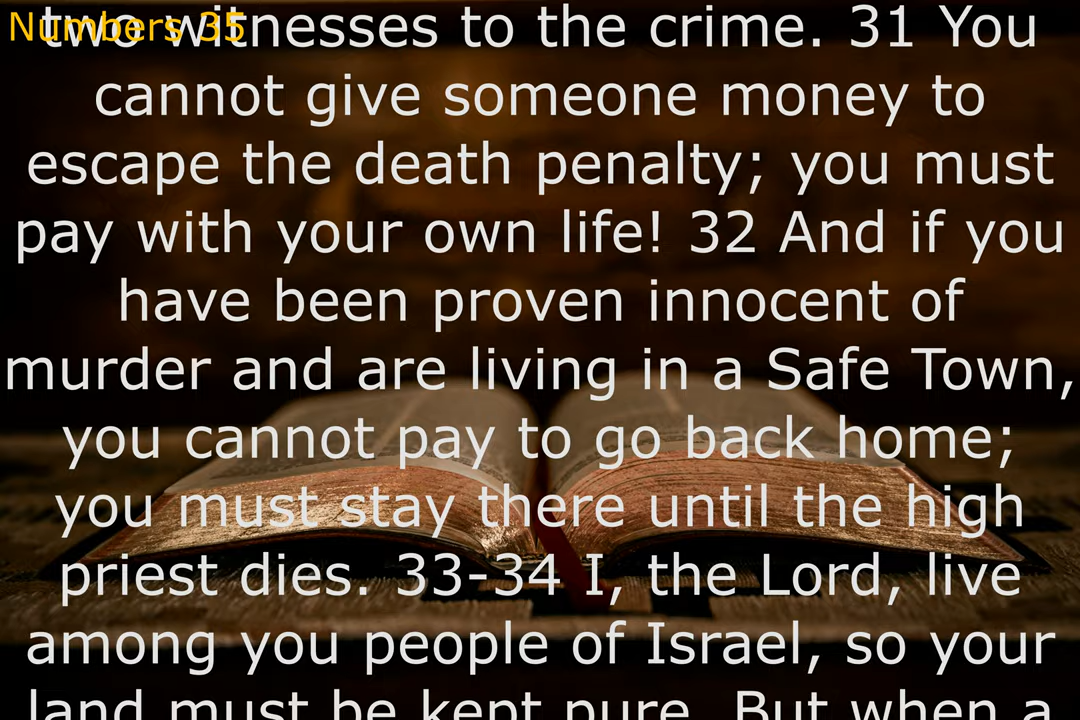 Numbers 35
two witnesses to the crime. 31 You
cannot give someone money to
escape the death penalty; you must
pay with your own life! 32 And if you
have been proven innocent of
murder and are living in a Safe Town,
you cannot pay to go back home;
you must stay there until the high
priest dies. 33-34 I, the Lord, live
among you people of Israel, so your
land must be kept pure. But when a